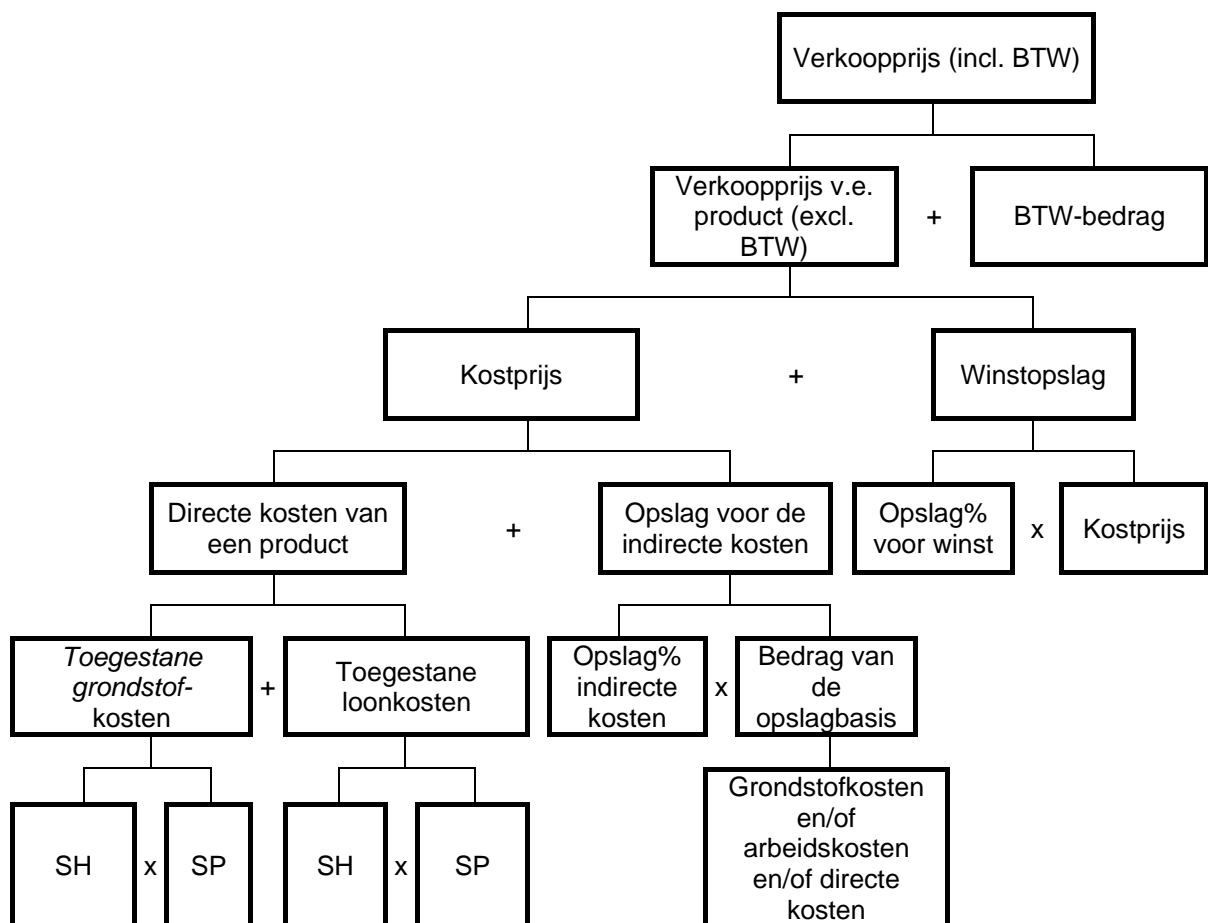 Verkoopprijs (incl. BTW)
Verkoopprijs v.e.
product (excl.
BTW)
+
BTW-bedrag
Kostprijs
+
Winstopslag
Directe kosten van
een product
+
Opslag voor de
indirecte kosten
Opslag%
voor winst
x
Kostprijs
Toegestane
grondstof-
kosten
+
Toegestane
loonkosten
Opslag%
indirecte
kosten
x
Bedrag van
de
opslagbasis
SH
x
SP
SH
x
SP
Grondstofkosten
en/of
arbeidskosten
en/of directe
kosten